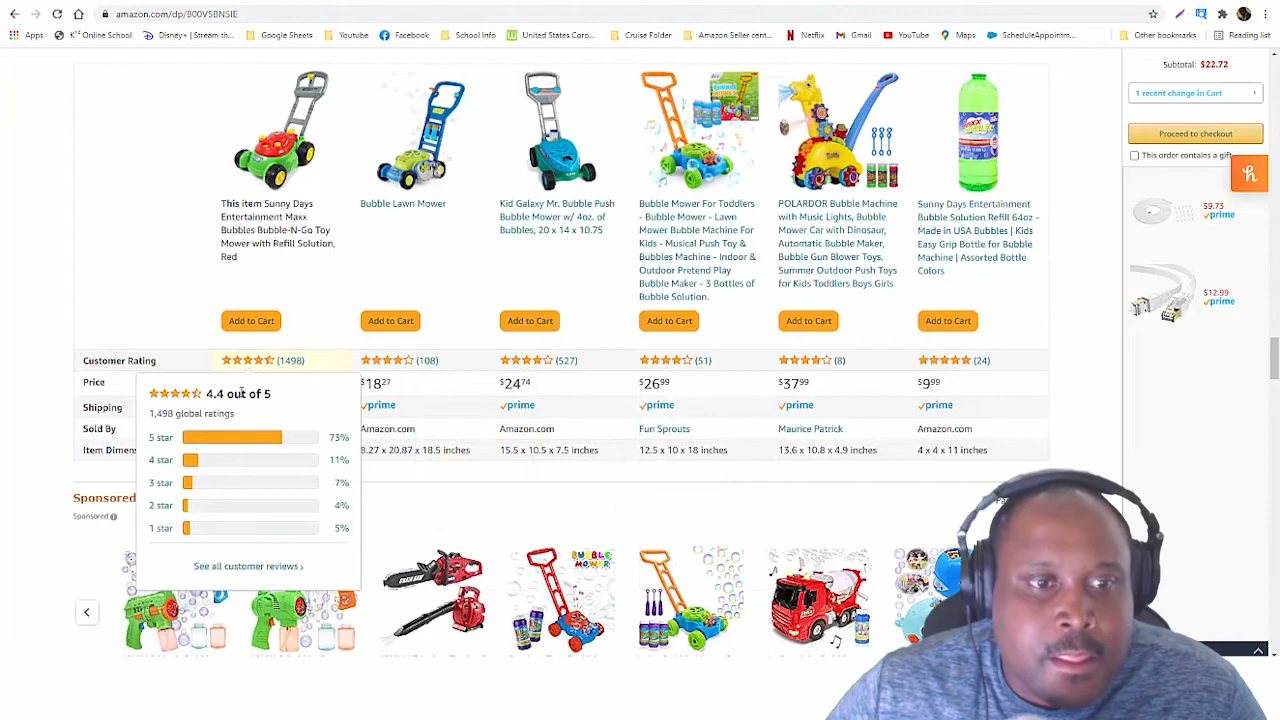 amazon.com/dp/B00V5BNSIE
Apps
K¹² Online School
Disney+ | Stream th...
Google Sheets
Youtube
Facebook
School Info
United States Coro...
Cruise Folder
Amazon Seller cent...
Netflix
Gmail
YouTube
Maps
ScheduleAppointm...
Other bookmarks
Reading list
Subtotal: $22.72
1 recent change in Cart
Proceed to checkout
This order contains a gift
h
$9.73
prime
$12.99
prime
BUBBLE
MOWER
CHAIN SAW
This item Sunny Days
Entertainment Maxx
Bubbles Bubble-N-Go Toy
Mower with Refill Solution,
Red
Bubble Lawn Mower
Kid Galaxy Mr. Bubble Push
Bubble Mower w/ 4oz. of
Bubbles, 20 x 14 x 10.75
Bubble Mower For Toddlers
- Bubble Mower - Lawn
Mower Bubble Machine For
Kids - Musical Push Toy &
Bubbles Machine - Indoor &
Outdoor Pretend Play
Bubble Maker - 3 Bottles of
Bubble Solution.
POLARDOR Bubble Machine
with Music Lights, Bubble
Mower Car with Dinosaur,
Automatic Bubble Maker,
Bubble Gun Blower Toys,
Summer Outdoor Push Toys
for Kids Toddlers Boys Girls
Sunny Days Entertainment
Bubble Solution Refill 64oz -
Made in USA Bubbles | Kids
Easy Grip Bottle for Bubble
Machine | Assorted Bottle
Colors
Add to Cart
Add to Cart
Add to Cart
Add to Cart
Add to Cart
Add to Cart
Customer Rating (1498) (108) (527) (51) (8) (24)
Price $18.27 $24.74 $26.99 $37.99 $9.99
Shipping prime prime prime prime prime
Sold By Amazon.com Amazon.com Fun Sprouts Maurice Patrick Amazon.com
Item Dimens 8.27 x 20.87 x 18.5 inches 15.5 x 10.5 x 7.5 inches 12.5 x 10 x 18 inches 13.6 x 10.8 x 4.9 inches 4 x 4 x 11 inches
4.4 out of 5
1,498 global ratings
5 star 73%
4 star 11%
3 star 7%
2 star 4%
1 star 5%
See all customer reviews
Sponsored
Sponsored